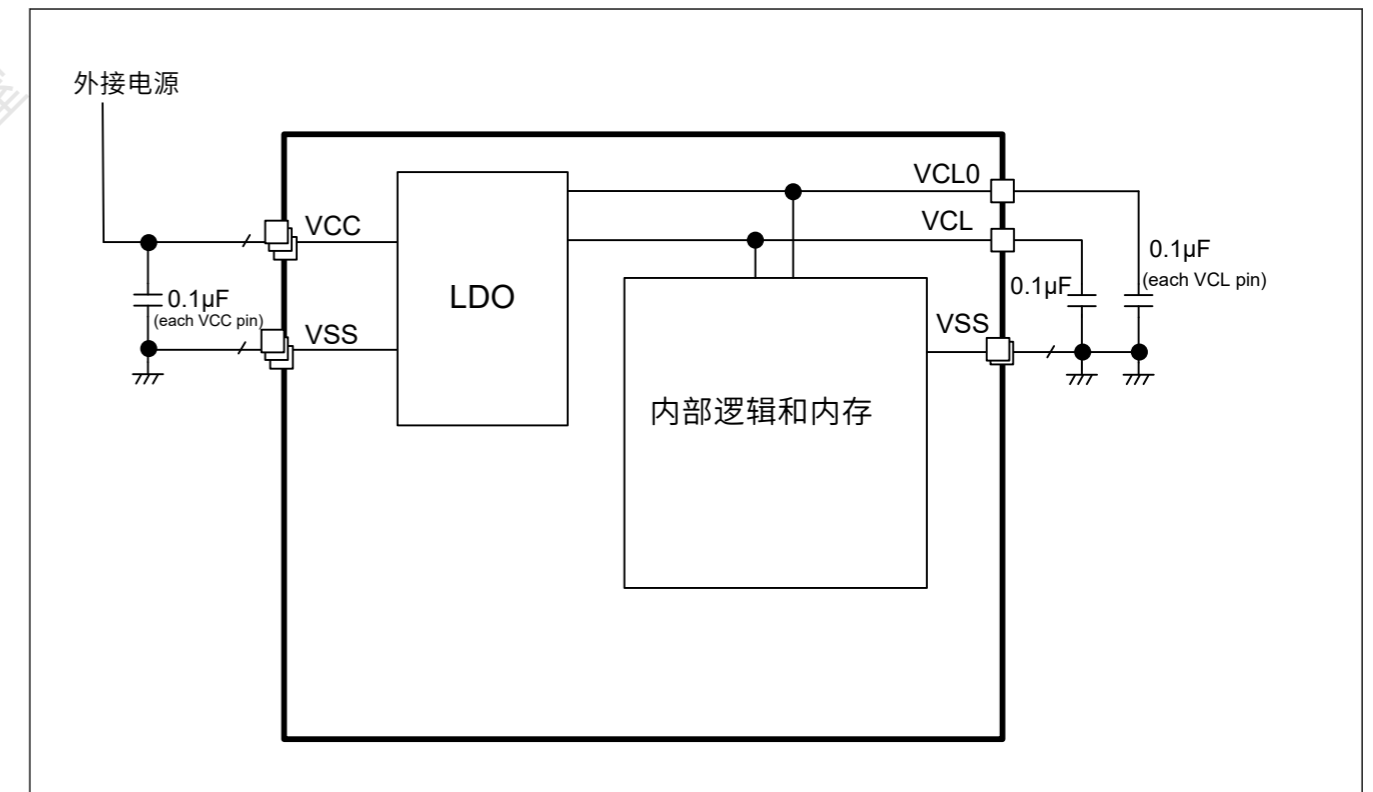 外接电源
VCL0
VCC
VCL
0.1µF
(each VCL pin)
LDO
0.1µF
0.1µF
(each VCC pin)
VSS
VSS
内部逻辑和内存